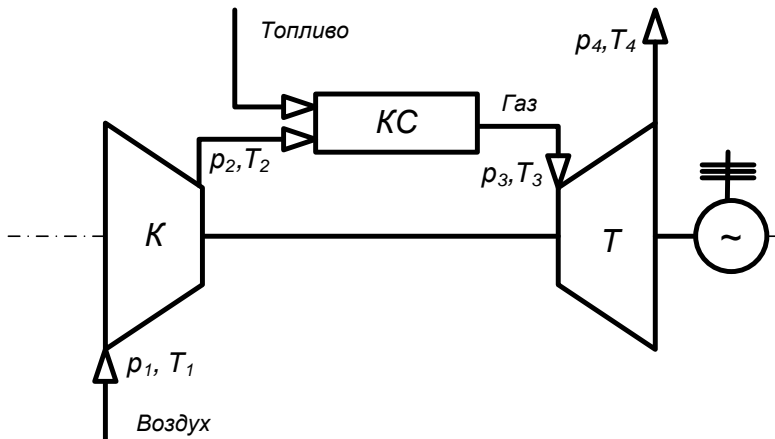 Топливо
p₄,T₄
КС
Газ
p₂,T₂
p₃,T₃
К
Т
~
p₁, T₁
Воздух